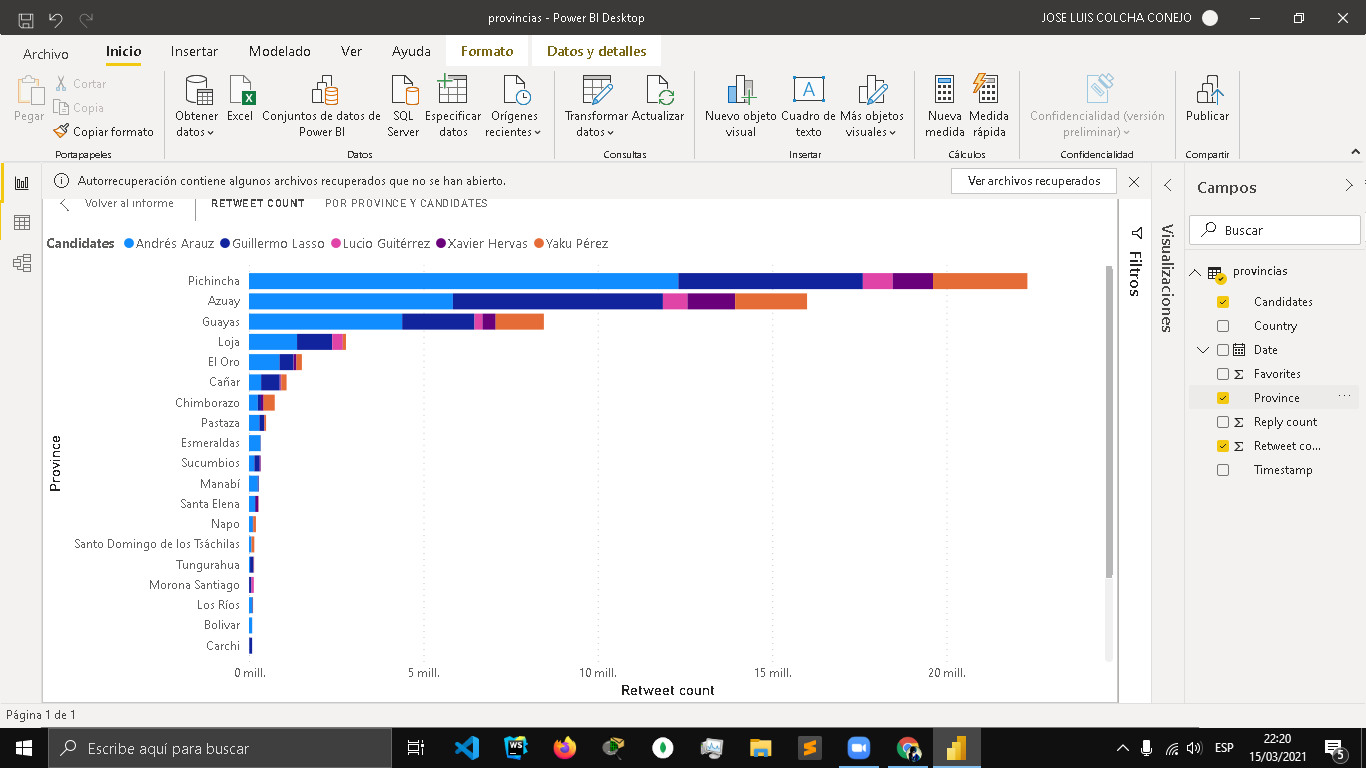 provincias - Power BI Desktop
JOSE LUIS COLCHA CONEJO
Archivo
Inicio
Insertar
Modelado
Ver
Ayuda
Formato
Datos y detalles
Pegar
Cortar
Copia
Copiar formato
Portapapeles
Obtener
datos
Excel
Conjuntos de datos de
Power BI
SQL
Server
Especificar
datos
Orígenes
recientes
Datos
Transformar
datos
Actualizar
Consultas
Nuevo objeto
visual
A
Cuadro de
texto
Más objetos
visuales
Insertar
Nueva
medida
Medida
rápida
Cálculos
Confidencialidad (versión
preliminar)
Confidencialidad
Publicar
Compartir
Autorrecuperación contiene algunos archivos recuperados que no se han abierto.
Ver archivos recuperados
Volver al informe
RETWEET COUNT
POR PROVINCE Y CANDIDATES
Candidates
Andrés Arauz
Guillermo Lasso
Lucio Guitérrez
Xavier Hervas
Yaku Pérez
Province
Pichincha
Azuay
Guayas
Loja
El Oro
Cañar
Chimborazo
Pastaza
Esmeraldas
Sucumbios
Manabí
Santa Elena
Napo
Santo Domingo de los Tsáchilas
Tungurahua
Morona Santiago
Los Ríos
Bolivar
Carchi
0 mill.
5 mill.
10 mill.
15 mill.
20 mill.
Retweet count
Filtros
Visualizaciones
Campos
Buscar
provincias
Candidates
Country
Date
Σ Favorites
Province
...
Σ Reply count
Σ Retweet co...
Timestamp
Página 1 de 1
Escribe aquí para buscar
WS
ESP
22:20
15/03/2021
5